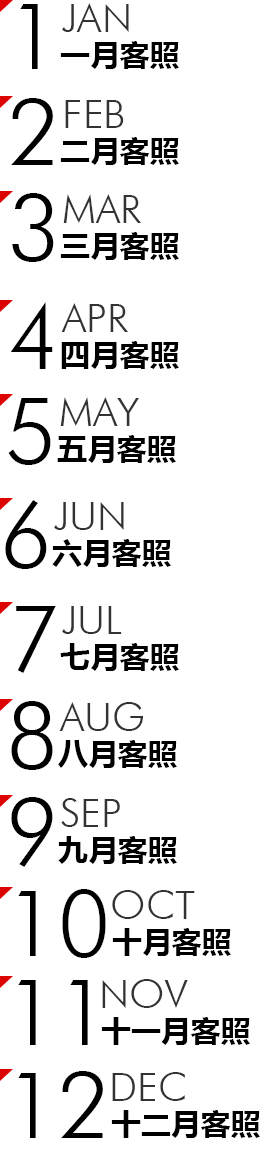 1 JAN
一月客照
2 FEB
二月客照
3 MAR
三月客照
4 APR
四月客照
5 MAY
五月客照
6 JUN
六月客照
7 JUL
七月客照
8 AUG
八月客照
9 SEP
九月客照
10 OCT
十月客照
11 NOV
十一月客照
12 DEC
十二月客照